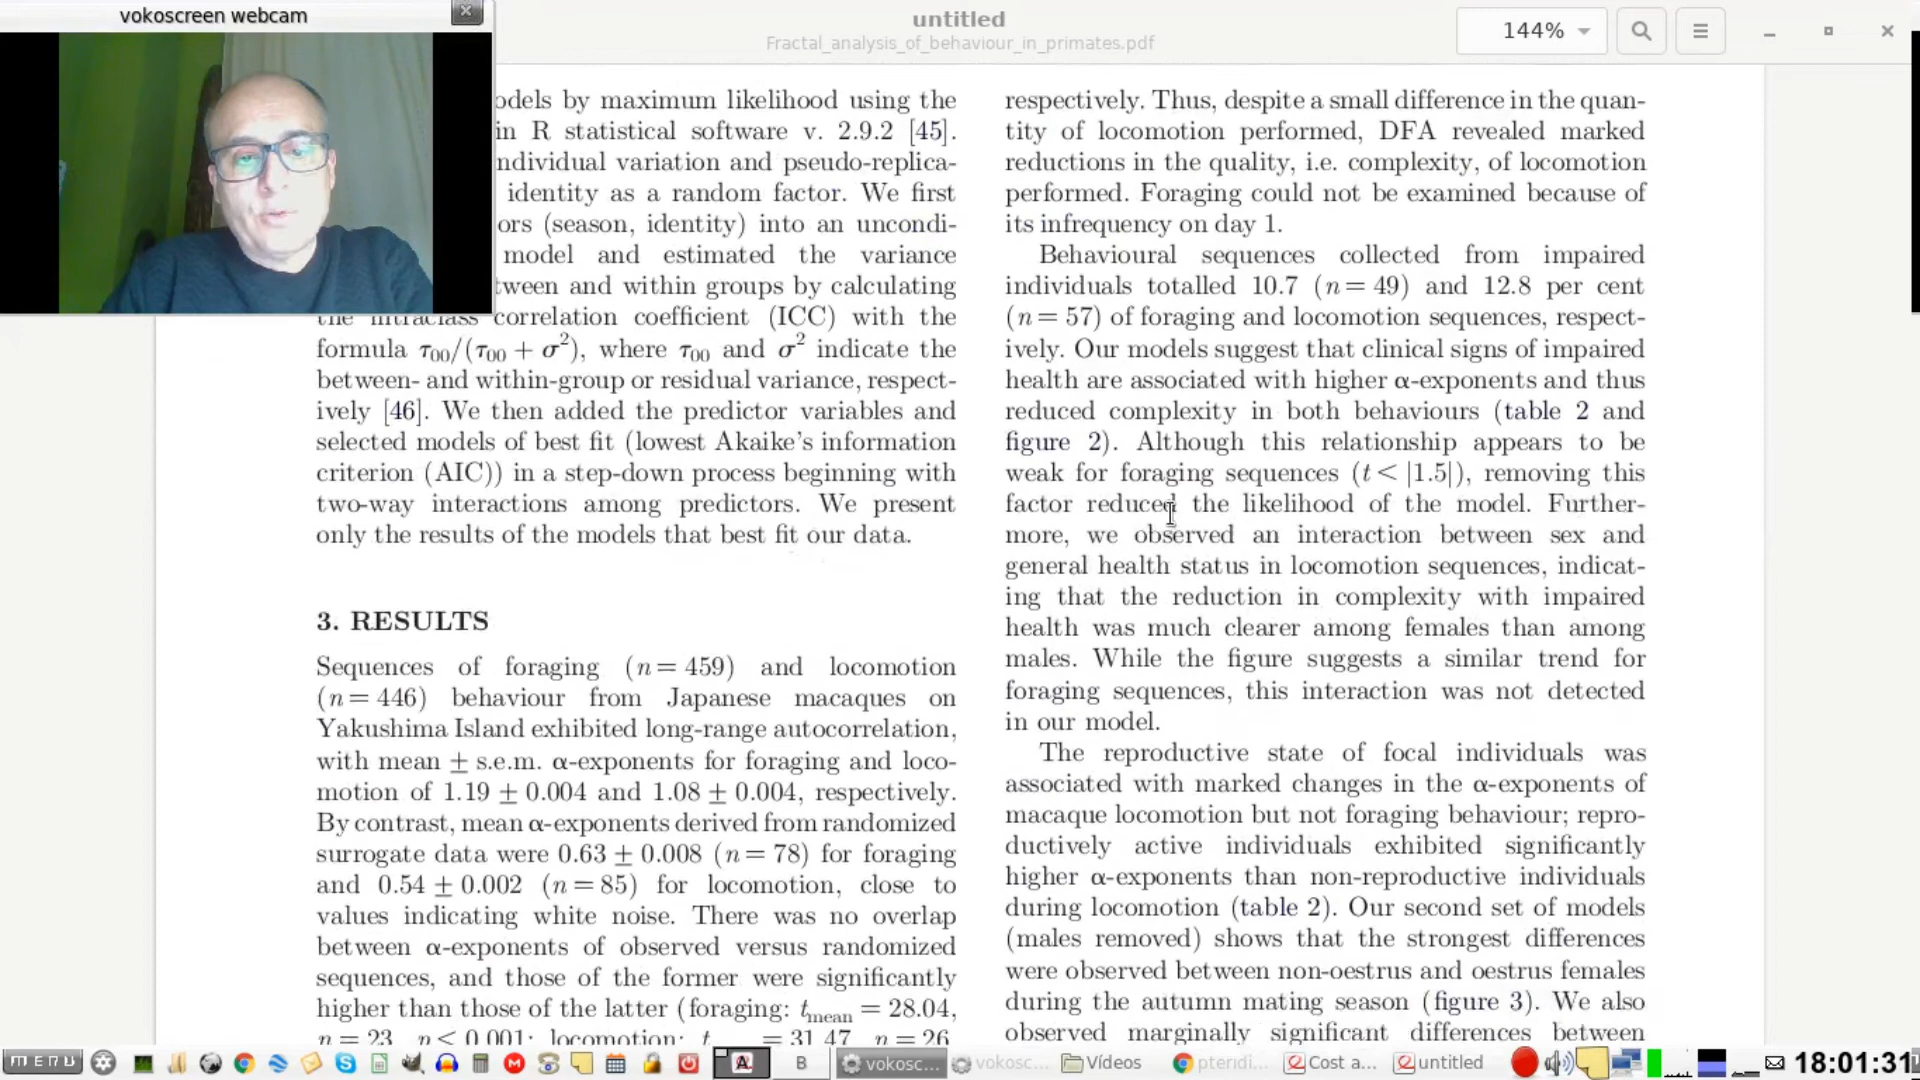 vokoscreen webcam
untitled
Fractal_analysis_of_behaviour_in_primates.pdf
144%
odels by maximum likelihood using the
in R statistical software v. 2.9.2 [45].
ndividual variation and pseudo-replica-
identity as a random factor. We first
ors (season, identity) into an uncondi-
model and estimated the variance
tween and within groups by calculating
the intraclass correlation coefficient (ICC) with the
formula τ00/(τ00 + σ²), where τ00 and σ² indicate the
between- and within-group or residual variance, respect-
ively [46]. We then added the predictor variables and
selected models of best fit (lowest Akaike's information
criterion (AIC)) in a step-down process beginning with
two-way interactions among predictors. We present
only the results of the models that best fit our data.
3. RESULTS
Sequences of foraging (n = 459) and locomotion
(n = 446) behaviour from Japanese macaques on
Yakushima Island exhibited long-range autocorrelation,
with mean ± s.e.m. α-exponents for foraging and loco-
motion of 1.19 ± 0.004 and 1.08 ± 0.004, respectively.
By contrast, mean α-exponents derived from randomized
surrogate data were 0.63 ± 0.008 (n = 78) for foraging
and 0.54 ± 0.002 (n = 85) for locomotion, close to
values indicating white noise. There was no overlap
between α-exponents of observed versus randomized
sequences, and those of the former were significantly
higher than those of the latter (foraging: tmean = 28.04,
n = 23, p < 0.001; locomotion: t = 31.47, n = 26
respectively. Thus, despite a small difference in the quan-
tity of locomotion performed, DFA revealed marked
reductions in the quality, i.e. complexity, of locomotion
performed. Foraging could not be examined because of
its infrequency on day 1.
Behavioural sequences collected from impaired
individuals totalled 10.7 (n = 49) and 12.8 per cent
(n = 57) of foraging and locomotion sequences, respect-
ively. Our models suggest that clinical signs of impaired
health are associated with higher α-exponents and thus
reduced complexity in both behaviours (table 2 and
figure 2). Although this relationship appears to be
weak for foraging sequences (t < |1.5|), removing this
factor reduced the likelihood of the model. Further-
more, we observed an interaction between sex and
general health status in locomotion sequences, indicat-
ing that the reduction in complexity with impaired
health was much clearer among females than among
males. While the figure suggests a similar trend for
foraging sequences, this interaction was not detected
in our model.
The reproductive state of focal individuals was
associated with marked changes in the α-exponents of
macaque locomotion but not foraging behaviour; repro-
ductively active individuals exhibited significantly
higher α-exponents than non-reproductive individuals
during locomotion (table 2). Our second set of models
(males removed) shows that the strongest differences
were observed between non-oestrus and oestrus females
during the autumn mating season (figure 3). We also
observed marginally significant differences between
menu
A
B
vokosc...
vokosc...
Vídeos
pteridi...
Cost a...
untitled
18:01:31